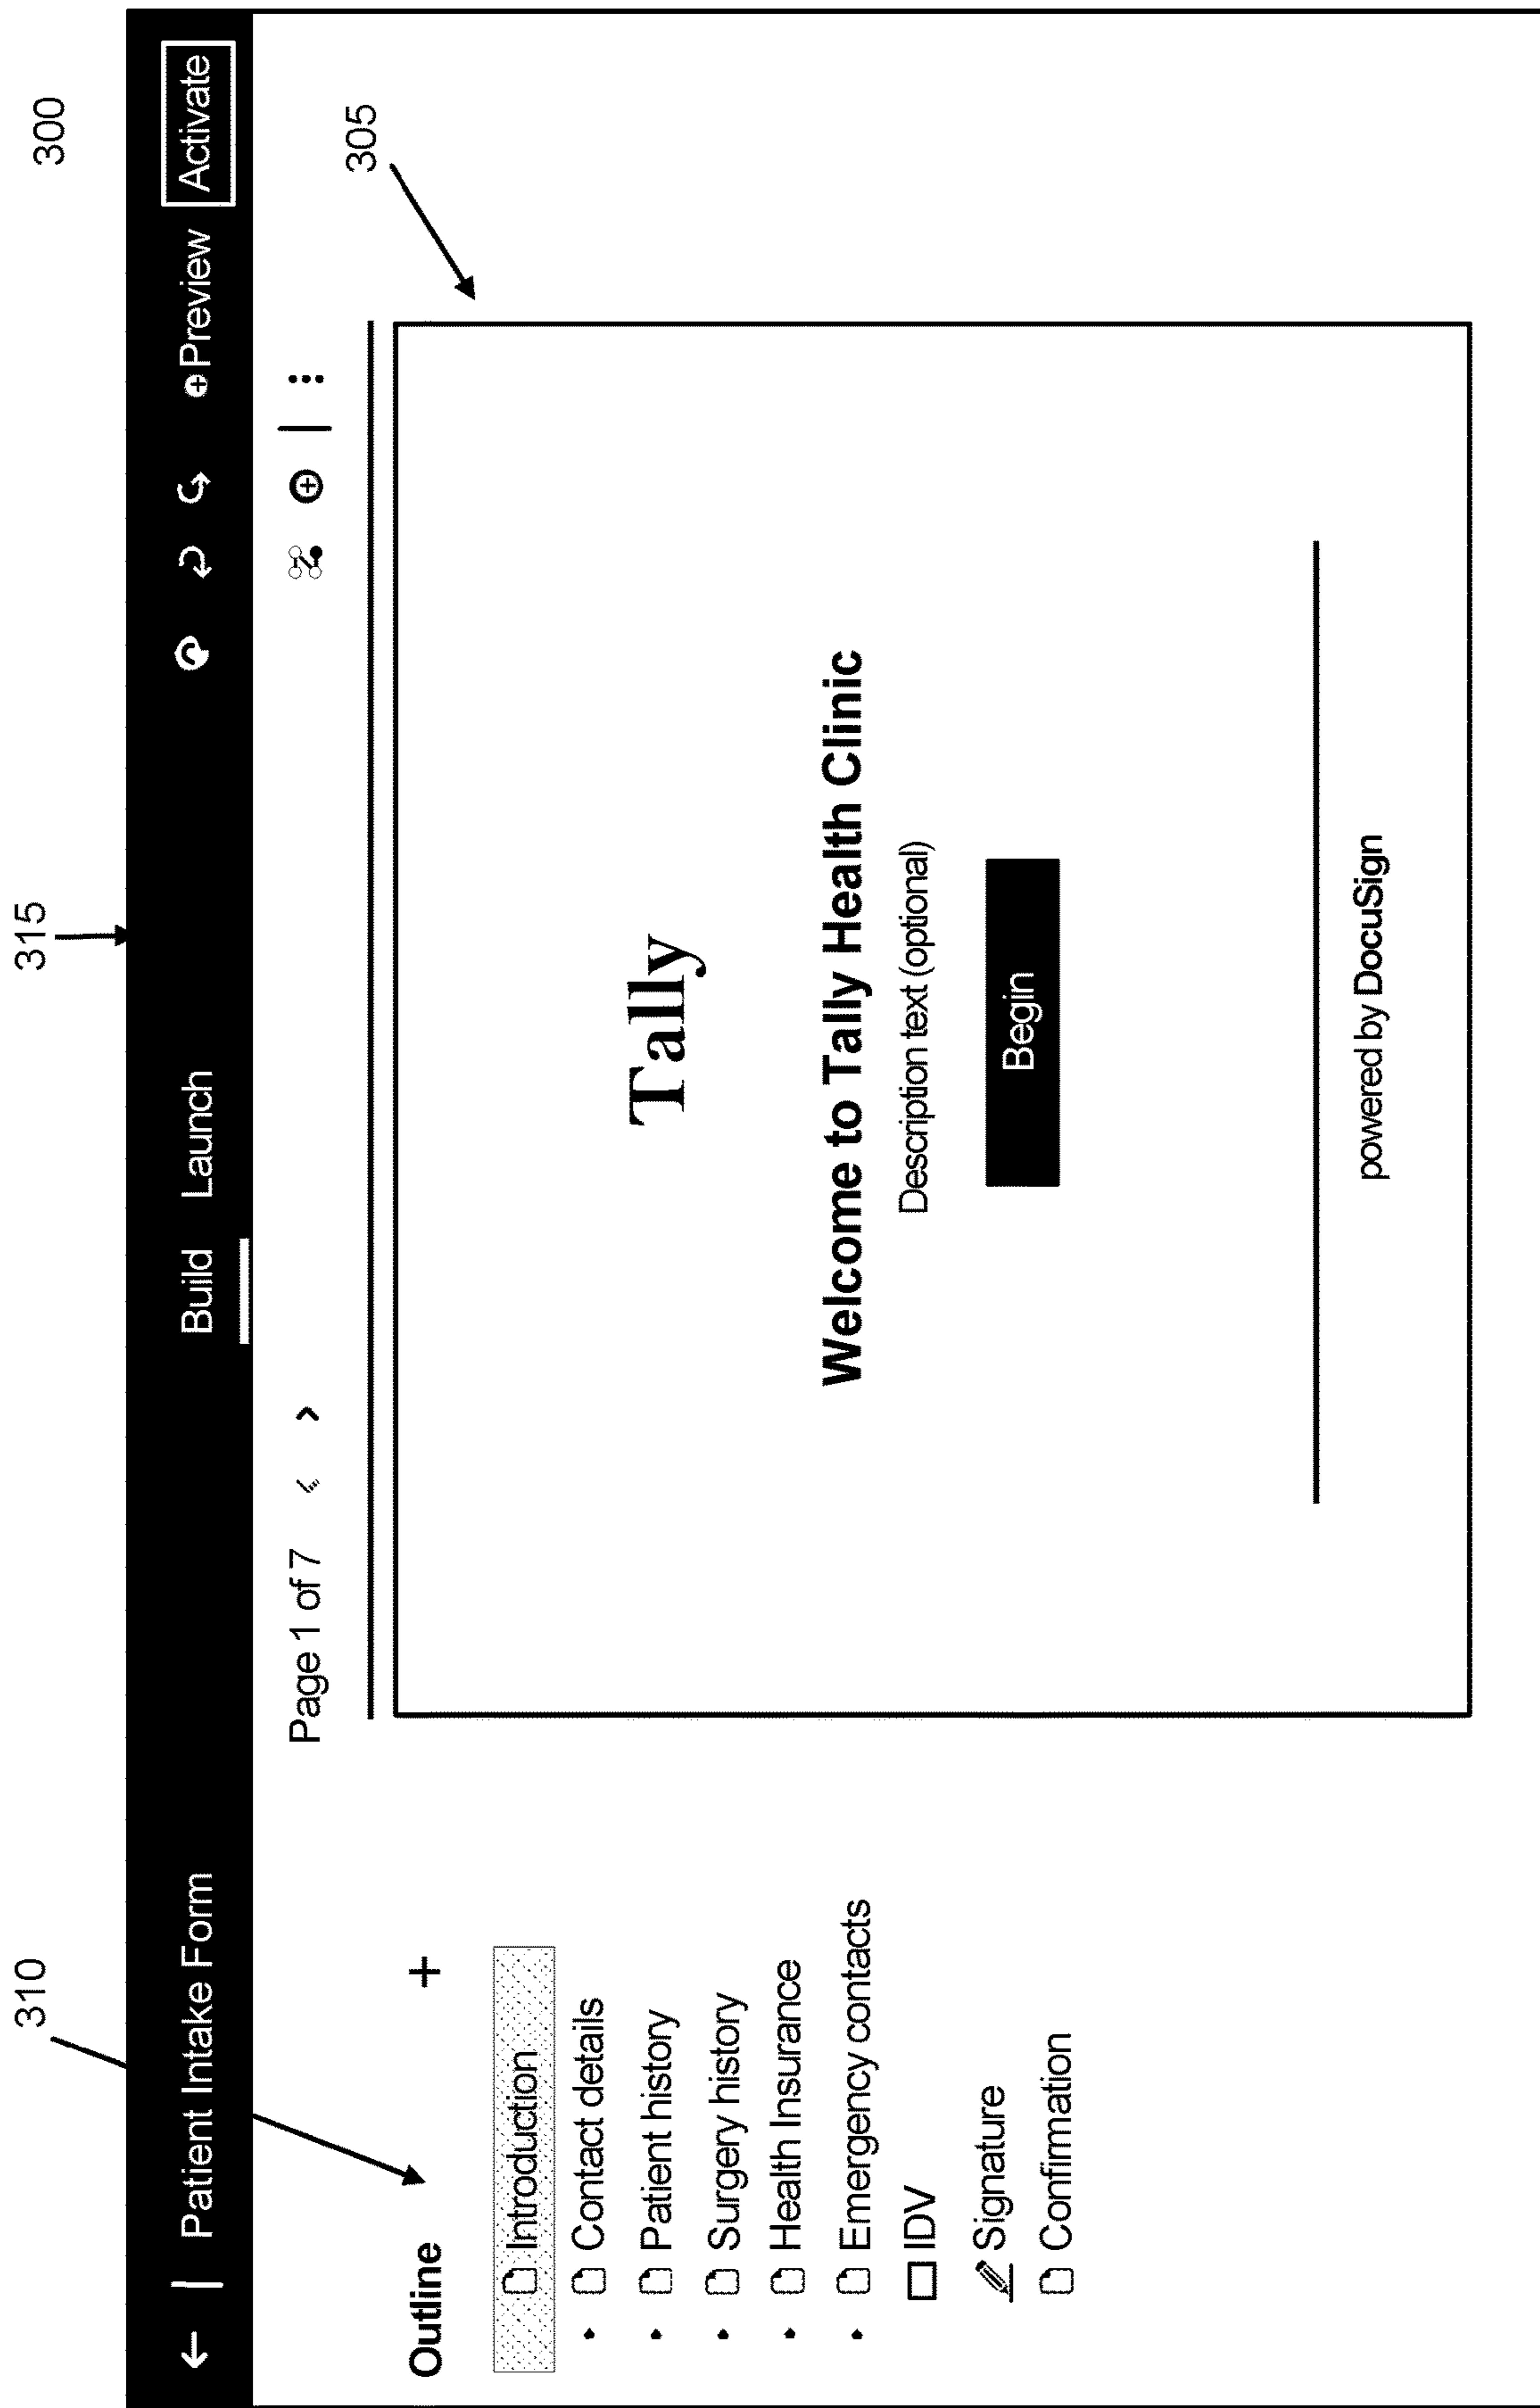 300
310
315
← | Patient Intake Form
Build Launch
Preview Activate
305
Page 1 of 7 < >
Outline +
Introduction
Contact details
Patient history
Surgery history
Health Insurance
Emergency contacts
IDV
Signature
Confirmation
Tally
Welcome to Tally Health Clinic
Description text (optional)
Begin
powered by DocuSign